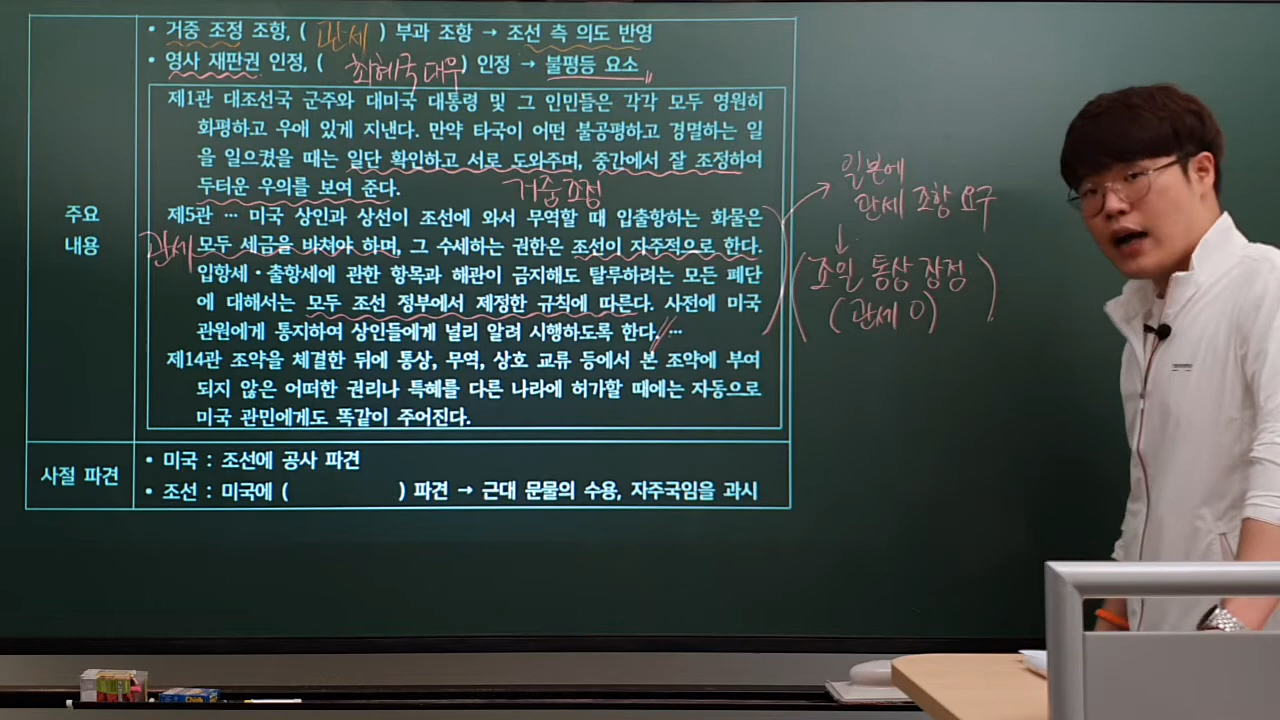 • 거중 조정 조항, ( 관세 ) 부과 조항 → 조선 측 의도 반영
• 영사 재판권 인정, ( 최혜국 대우 ) 인정 → 불평등 요소
주요
내용
제1관 대조선국 군주와 대미국 대통령 및 그 인민들은 각각 모두 영원히
화평하고 우애 있게 지낸다. 만약 타국이 어떤 불공평하고 경멸하는 일
을 일으켰을 때는 일단 확인하고 서로 도와주며, 중간에서 잘 조정하여
두터운 우의를 보여 준다.
거중 조정
제5관 … 미국 상인과 상선이 조선에 와서 무역할 때 입출항하는 화물은
관세
모두 세금을 바쳐야 하며, 그 수세하는 권한은 조선이 자주적으로 한다.
입항세·출항세에 관한 항목과 해관이 금지해도 탈루하려는 모든 폐단
에 대해서는 모두 조선 정부에서 제정한 규칙에 따른다. 사전에 미국
관원에게 통지하여 상인들에게 널리 알려 시행하도록 한다. …
제14관 조약을 체결한 뒤에 통상, 무역, 상호 교류 등에서 본 조약에 부여
되지 않은 어떠한 권리나 특혜를 다른 나라에 허가할 때에는 자동으로
미국 관민에게도 똑같이 주어진다.
→ 일본에
관세 조항 요구
↓
(조일 통상 장정)
(관세 O)
사절 파견
• 미국 : 조선에 공사 파견
• 조선 : 미국에 ( ) 파견 → 근대 문물의 수용, 자주국임을 과시